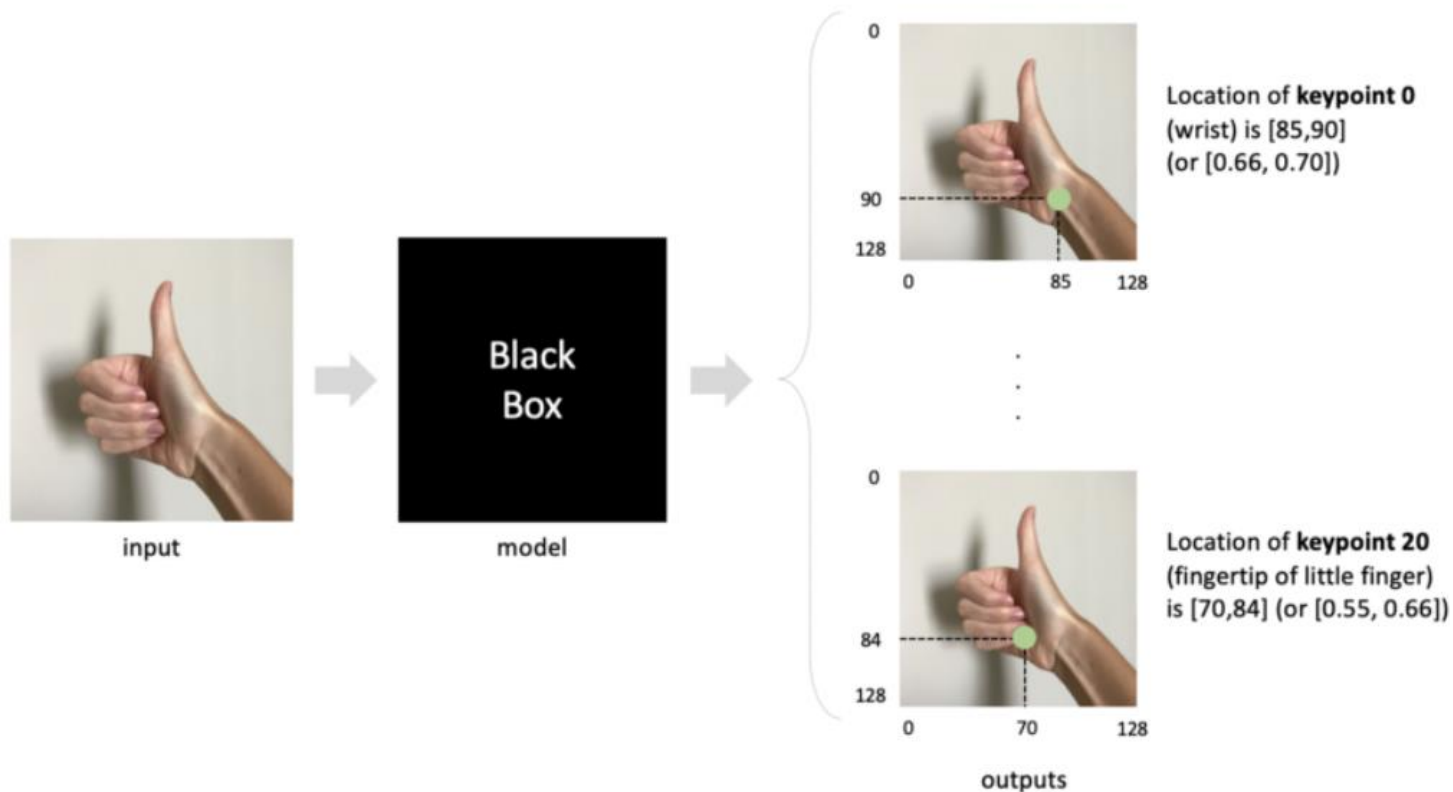 input
Black
Box
model
0
90
128
0
85
128
Location of keypoint 0
(wrist) is [85,90]
(or [0.66, 0.70])
.
.
.
0
84
128
0
70
128
Location of keypoint 20
(fingertip of little finger)
is [70,84] (or [0.55, 0.66])
outputs